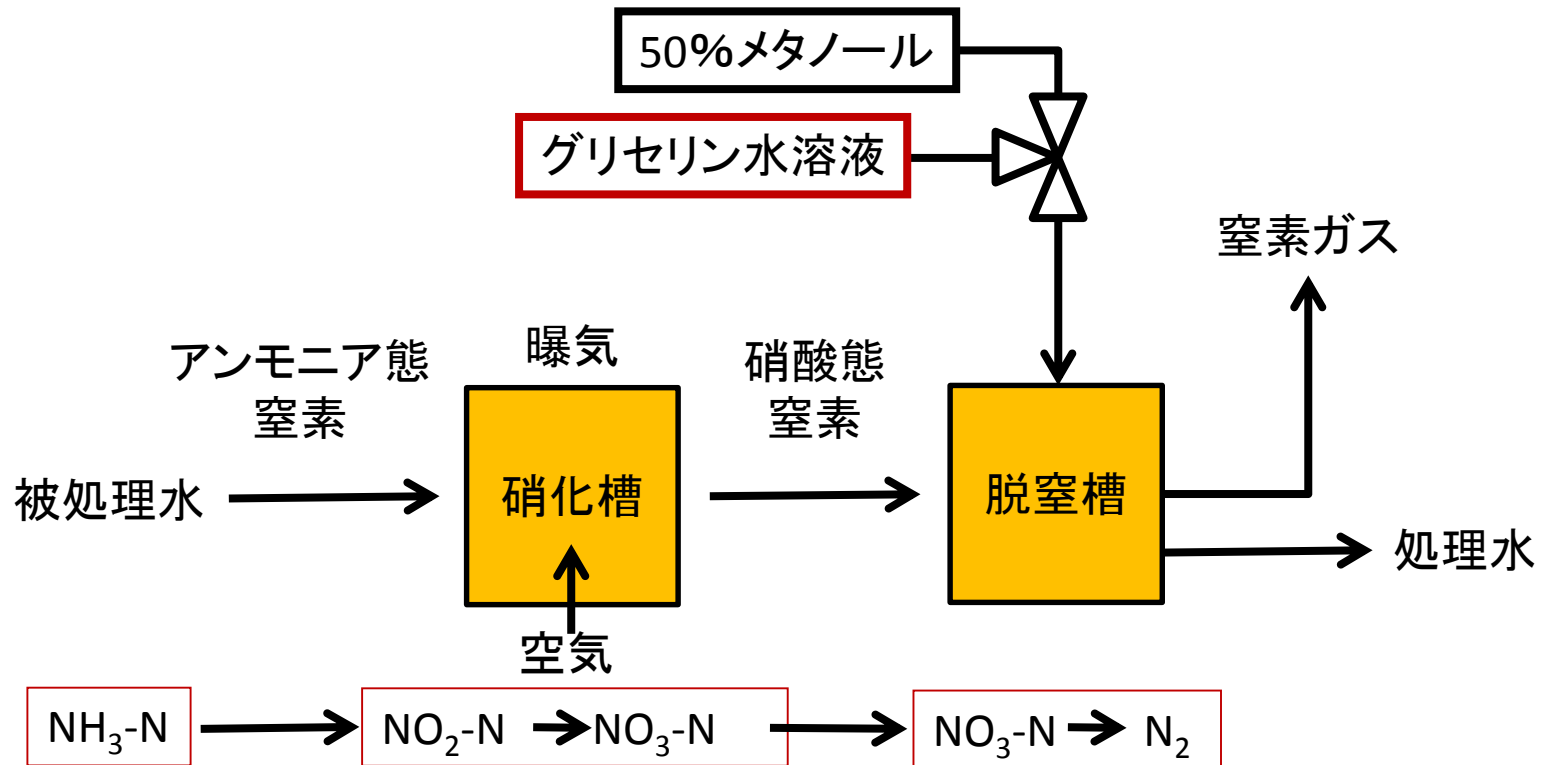 50%メタノール
グリセリン水溶液
窒素ガス
アンモニア態
窒素
曝気
硝酸態
窒素
被処理水
硝化槽
脱窒槽
処理水
空気
NH₃-N
NO₂-N
NO₃-N
NO₃-N
N₂